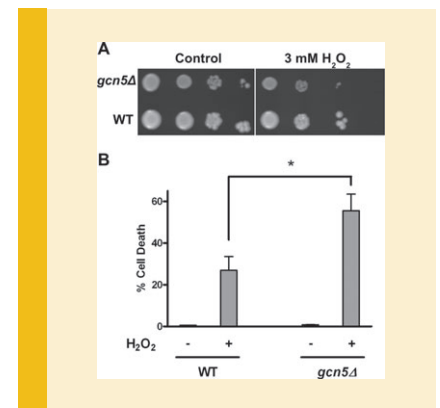 A
Control 3 mM H₂O₂
gcn5Δ
WT
B
*
60
40
20
0
% Cell Death
H₂O₂ - + - +
WT gcn5Δ